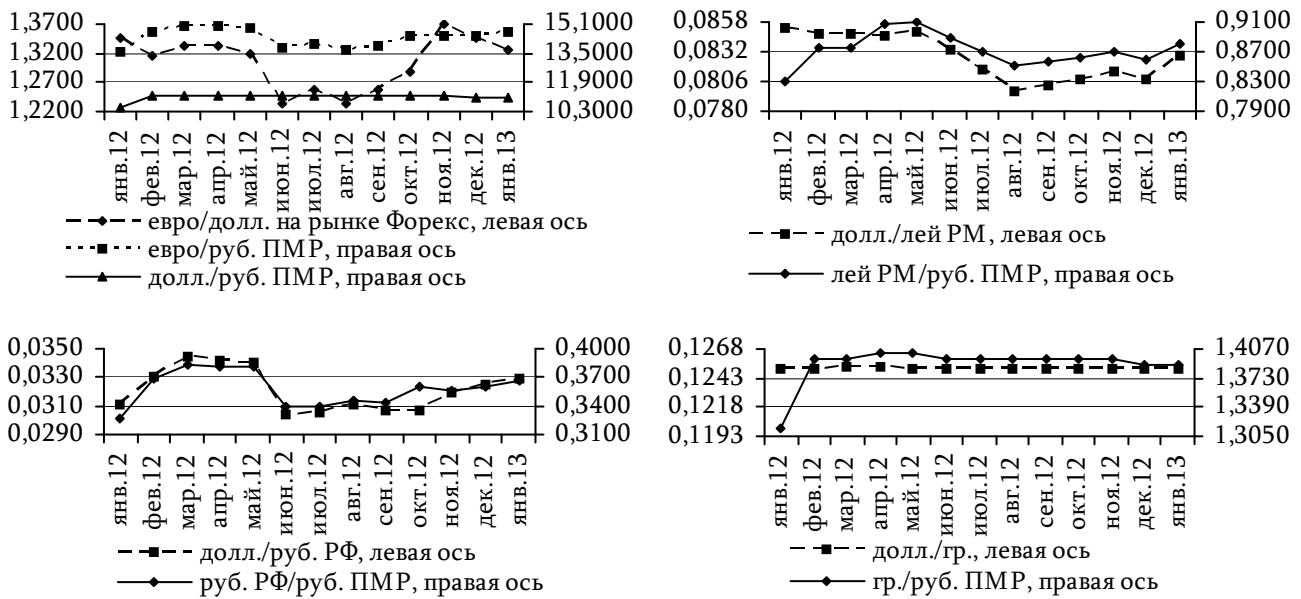 1,3700
1,3200
1,2700
1,2200
15,1000
13,5000
11,9000
10,3000
янв.12
фев.12
мар.12
апр.12
май.12
июн.12
июл.12
авг.12
сен.12
окт.12
ноя.12
дек.12
янв.13
евро/долл. на рынке Форекс, левая ось
евро/руб. ПМР, правая ось
долл./руб. ПМР, правая ось
0,0858
0,0832
0,0806
0,0780
0,9100
0,8700
0,8300
0,7900
янв.12
фев.12
мар.12
апр.12
май.12
июн.12
июл.12
авг.12
сен.12
окт.12
ноя.12
дек.12
янв.13
долл./лей РМ, левая ось
лей РМ/руб. ПМР, правая ось
0,0350
0,0330
0,0310
0,0290
0,4000
0,3700
0,3400
0,3100
янв.12
фев.12
мар.12
апр.12
май.12
июн.12
июл.12
авг.12
сен.12
окт.12
ноя.12
дек.12
янв.13
долл./руб. РФ, левая ось
руб. РФ/руб. ПМР, правая ось
0,1268
0,1243
0,1218
0,1193
1,4070
1,3730
1,3390
1,3050
янв.12
фев.12
мар.12
апр.12
май.12
июн.12
июл.12
авг.12
сен.12
окт.12
ноя.12
дек.12
янв.13
долл./гр., левая ось
гр./руб. ПМР, правая ось